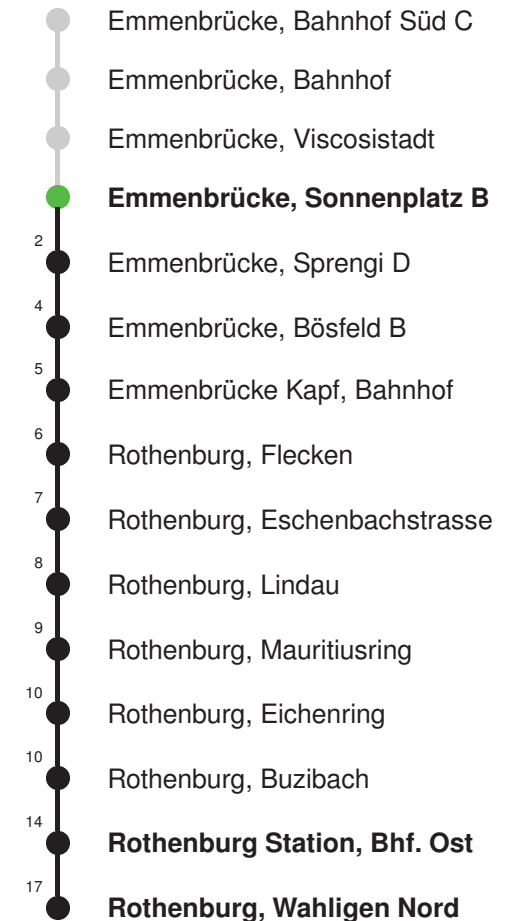 Emmenbrücke, Bahnhof Süd C
Emmenbrücke, Bahnhof
Emmenbrücke, Viscosistadt
Emmenbrücke, Sonnenplatz B
2 Emmenbrücke, Sprengi D
4 Emmenbrücke, Bösfeld B
5 Emmenbrücke Kapf, Bahnhof
6 Rothenburg, Flecken
7 Rothenburg, Eschenbachstrasse
8 Rothenburg, Lindau
9 Rothenburg, Mauritiusring
10 Rothenburg, Eichenring
10 Rothenburg, Buzibach
14 Rothenburg Station, Bhf. Ost
17 Rothenburg, Wahligen Nord